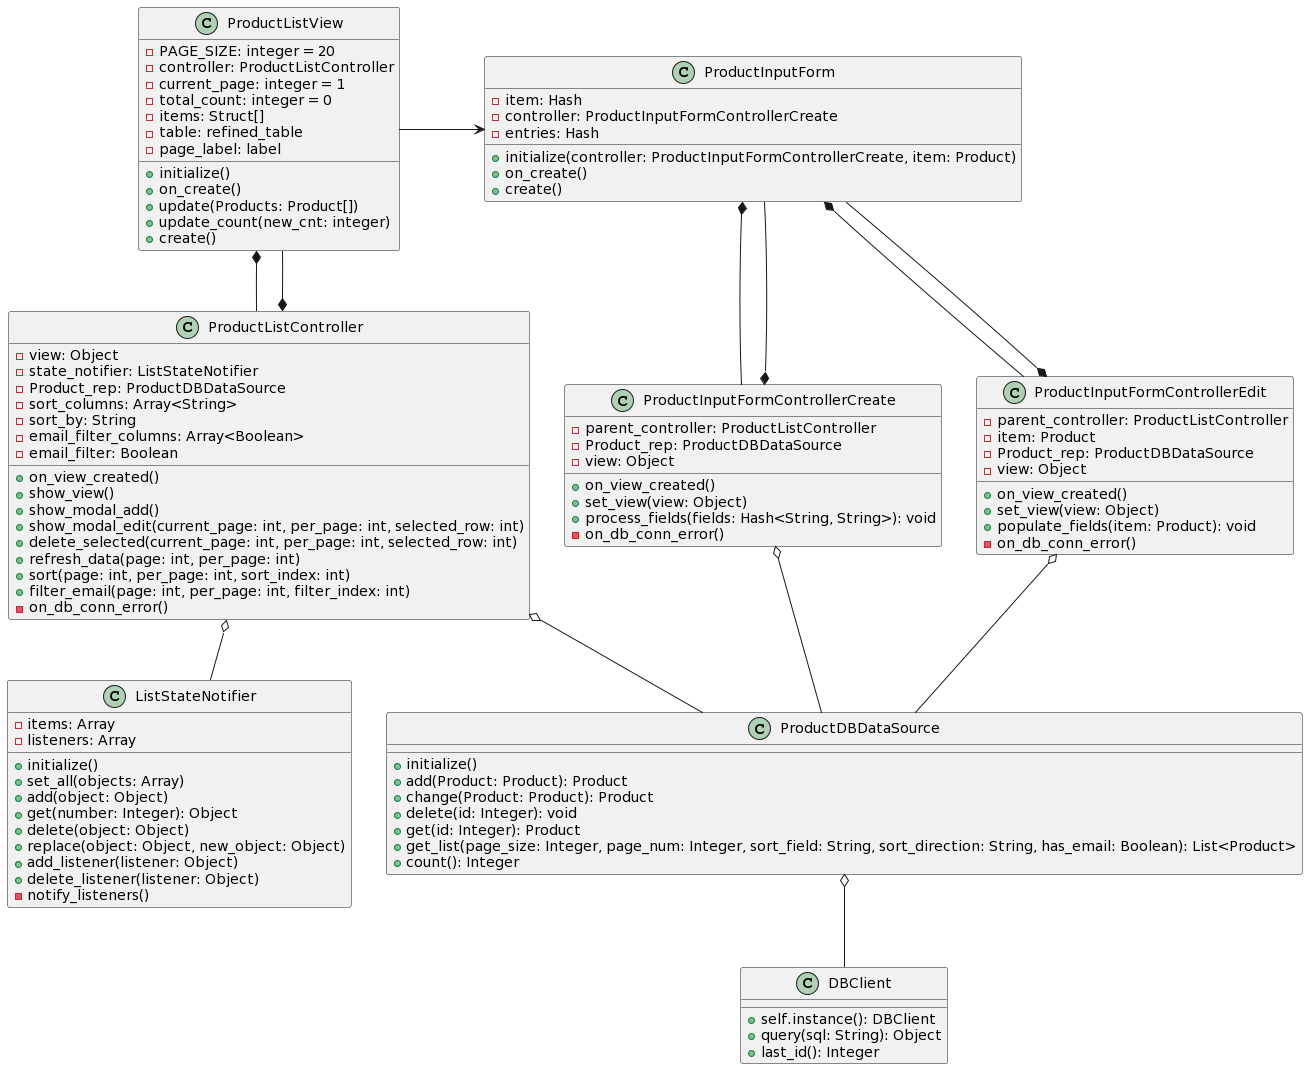 C ProductListView
PAGE_SIZE: integer = 20
controller: ProductListController
current_page: integer = 1
total_count: integer = 0
items: Struct[]
table: refined_table
page_label: label
initialize()
on_create()
update(Products: Product[])
update_count(new_cnt: integer)
create()
C ProductInputForm
item: Hash
controller: ProductInputFormControllerCreate
entries: Hash
initialize(controller: ProductInputFormControllerCreate, item: Product)
on_create()
create()
C ProductListController
view: Object
state_notifier: ListStateNotifier
Product_rep: ProductDBDataSource
sort_columns: Array<String>
sort_by: String
email_filter_columns: Array<Boolean>
email_filter: Boolean
on_view_created()
show_view()
show_modal_add()
show_modal_edit(current_page: int, per_page: int, selected_row: int)
delete_selected(current_page: int, per_page: int, selected_row: int)
refresh_data(page: int, per_page: int)
sort(page: int, per_page: int, sort_index: int)
filter_email(page: int, per_page: int, filter_index: int)
on_db_conn_error()
C ProductInputFormControllerCreate
parent_controller: ProductListController
Product_rep: ProductDBDataSource
view: Object
on_view_created()
set_view(view: Object)
process_fields(fields: Hash<String, String>): void
on_db_conn_error()
C ProductInputFormControllerEdit
parent_controller: ProductListController
item: Product
Product_rep: ProductDBDataSource
view: Object
on_view_created()
set_view(view: Object)
populate_fields(item: Product): void
on_db_conn_error()
C ListStateNotifier
items: Array
listeners: Array
initialize()
set_all(objects: Array)
add(object: Object)
get(number: Integer): Object
delete(object: Object)
replace(object: Object, new_object: Object)
add_listener(listener: Object)
delete_listener(listener: Object)
notify_listeners()
C ProductDBDataSource
initialize()
add(Product: Product): Product
change(Product: Product): Product
delete(id: Integer): void
get(id: Integer): Product
get_list(page_size: Integer, page_num: Integer, sort_field: String, sort_direction: String, has_email: Boolean): List<Product>
count(): Integer
C DBClient
self.instance(): DBClient
query(sql: String): Object
last_id(): Integer